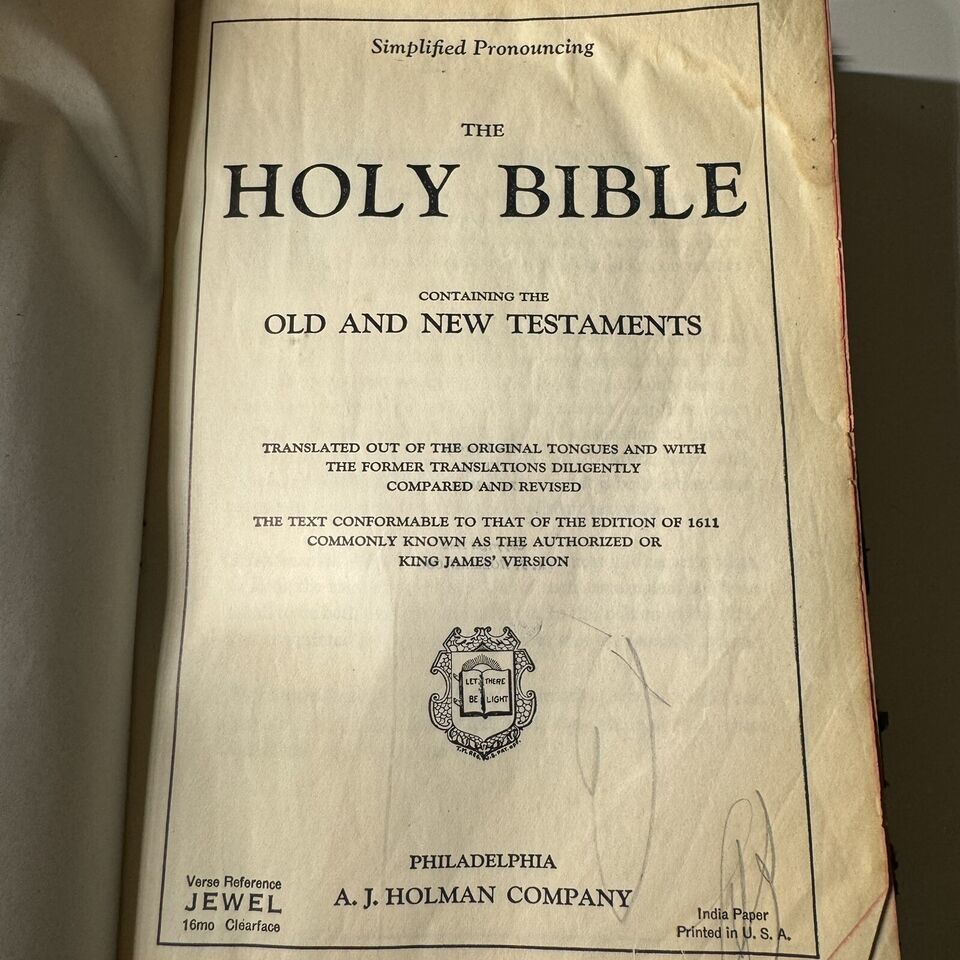 Simplified Pronouncing
THE
HOLY BIBLE
CONTAINING THE
OLD AND NEW TESTAMENTS
TRANSLATED OUT OF THE ORIGINAL TONGUES AND WITH
THE FORMER TRANSLATIONS DILIGENTLY
COMPARED AND REVISED
THE TEXT CONFORMABLE TO THAT OF THE EDITION OF 1611
COMMONLY KNOWN AS THE AUTHORIZED OR
KING JAMES' VERSION
LET THERE
BE LIGHT
T.M. REG. U.S. PAT. OFF.
PHILADELPHIA
A. J. HOLMAN COMPANY
Verse Reference
JEWEL
16mo Clearface
India Paper
Printed in U. S. A.